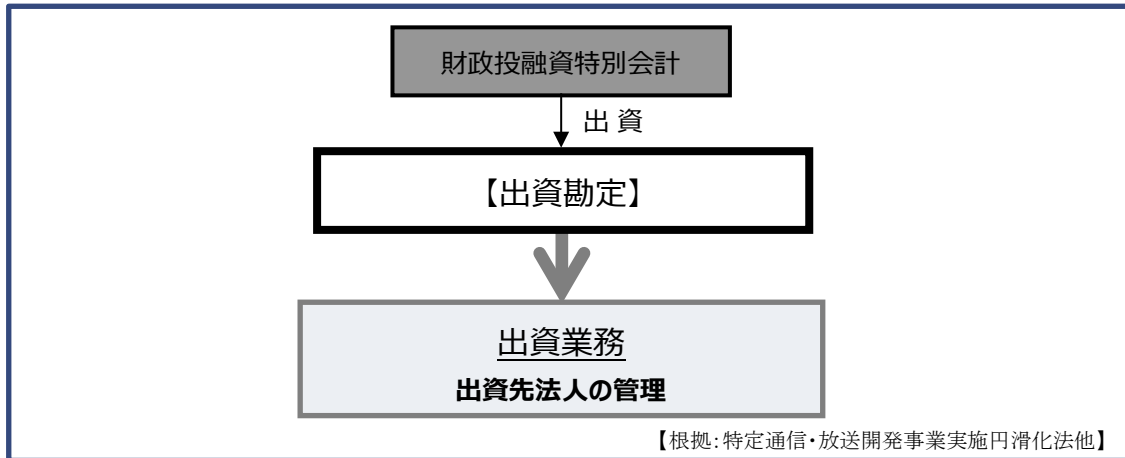 財政投融資特別会計
出 資
【出資勘定】
出資業務
出資先法人の管理
【根拠：特定通信・放送開発事業実施円滑化法他】